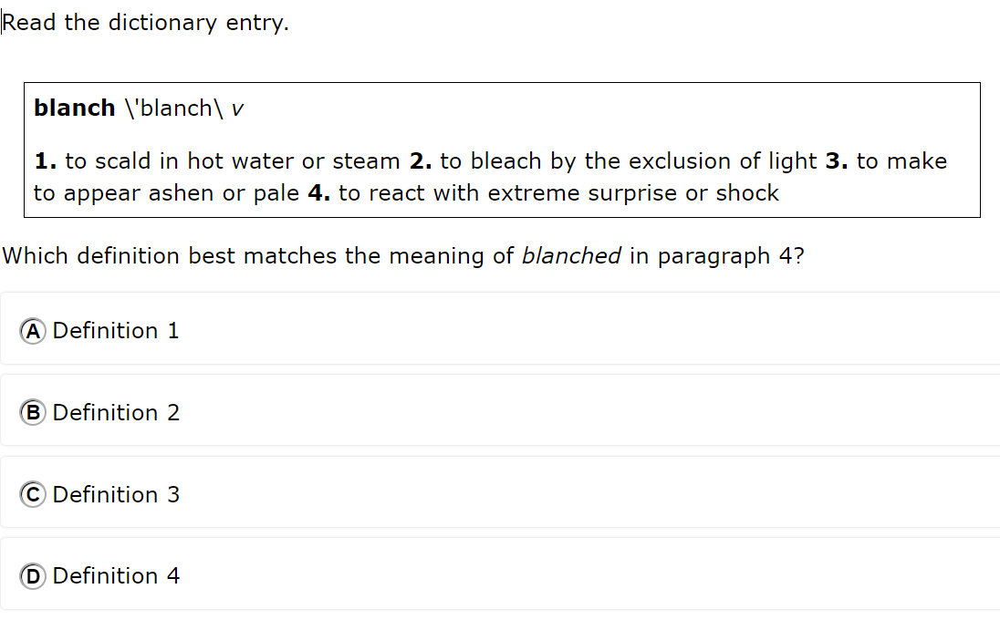 Read the dictionary entry.
blanch \'blanch\ v
1. to scald in hot water or steam 2. to bleach by the exclusion of light 3. to make
to appear ashen or pale 4. to react with extreme surprise or shock
Which definition best matches the meaning of blanched in paragraph 4?
A Definition 1
B Definition 2
C Definition 3
D Definition 4